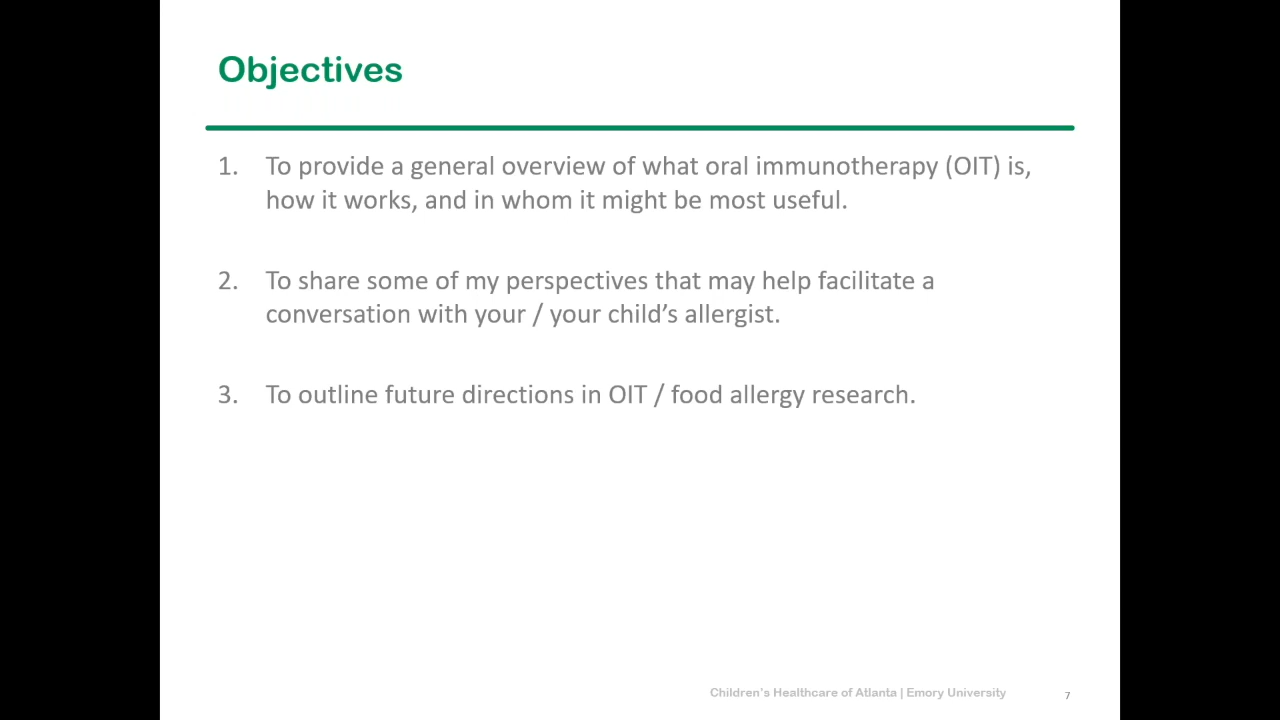 Objectives
1. To provide a general overview of what oral immunotherapy (OIT) is,
how it works, and in whom it might be most useful.
2. To share some of my perspectives that may help facilitate a
conversation with your / your child’s allergist.
3. To outline future directions in OIT / food allergy research.
Children’s Healthcare of Atlanta | Emory University
7